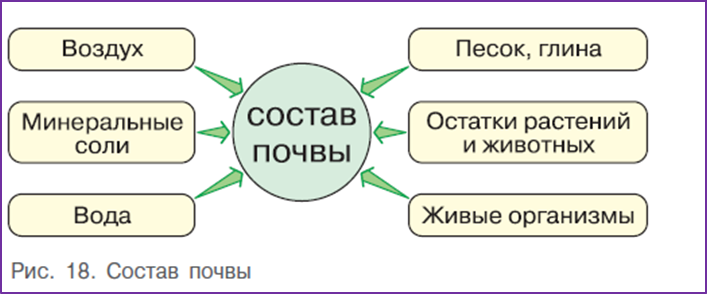 Воздух
Минеральные
соли
Вода
состав
почвы
Песок, глина
Остатки растений
и животных
Живые организмы
Рис. 18. Состав почвы